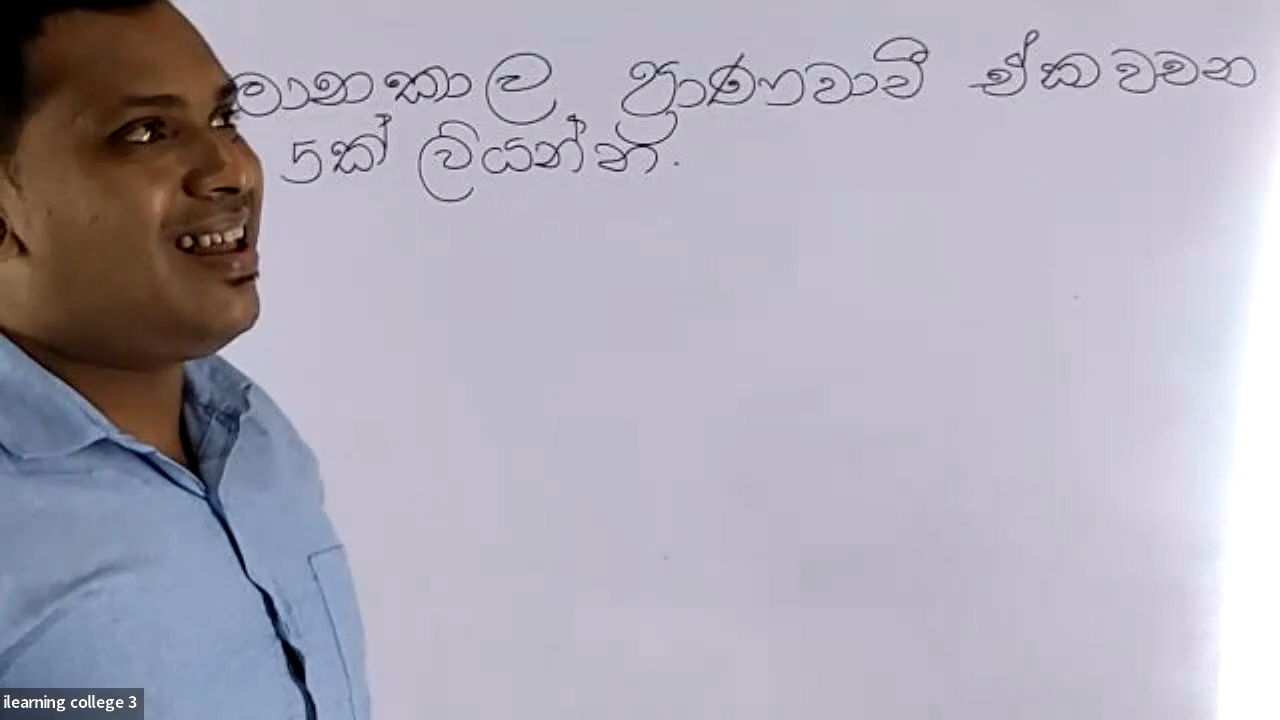 ප්‍රාණවාචී ඒකවචන
5ක් ලියන්න.
ilearning college 3